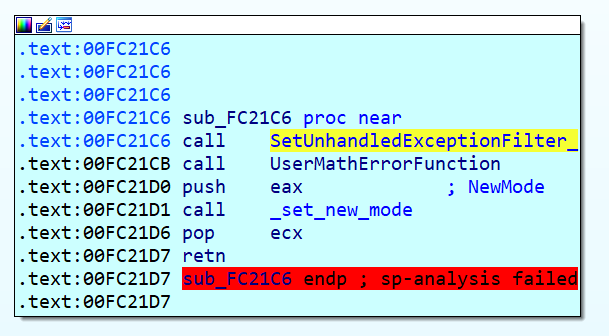 .text:00FC21C6
.text:00FC21C6
.text:00FC21C6
.text:00FC21C6 sub_FC21C6 proc near
.text:00FC21C6 call    SetUnhandledExceptionFilter_
.text:00FC21CB call    UserMathErrorFunction
.text:00FC21D0 push    eax             ; NewMode
.text:00FC21D1 call    _set_new_mode
.text:00FC21D6 pop     ecx
.text:00FC21D7 retn
.text:00FC21D7 sub_FC21C6 endp ; sp-analysis failed
.text:00FC21D7